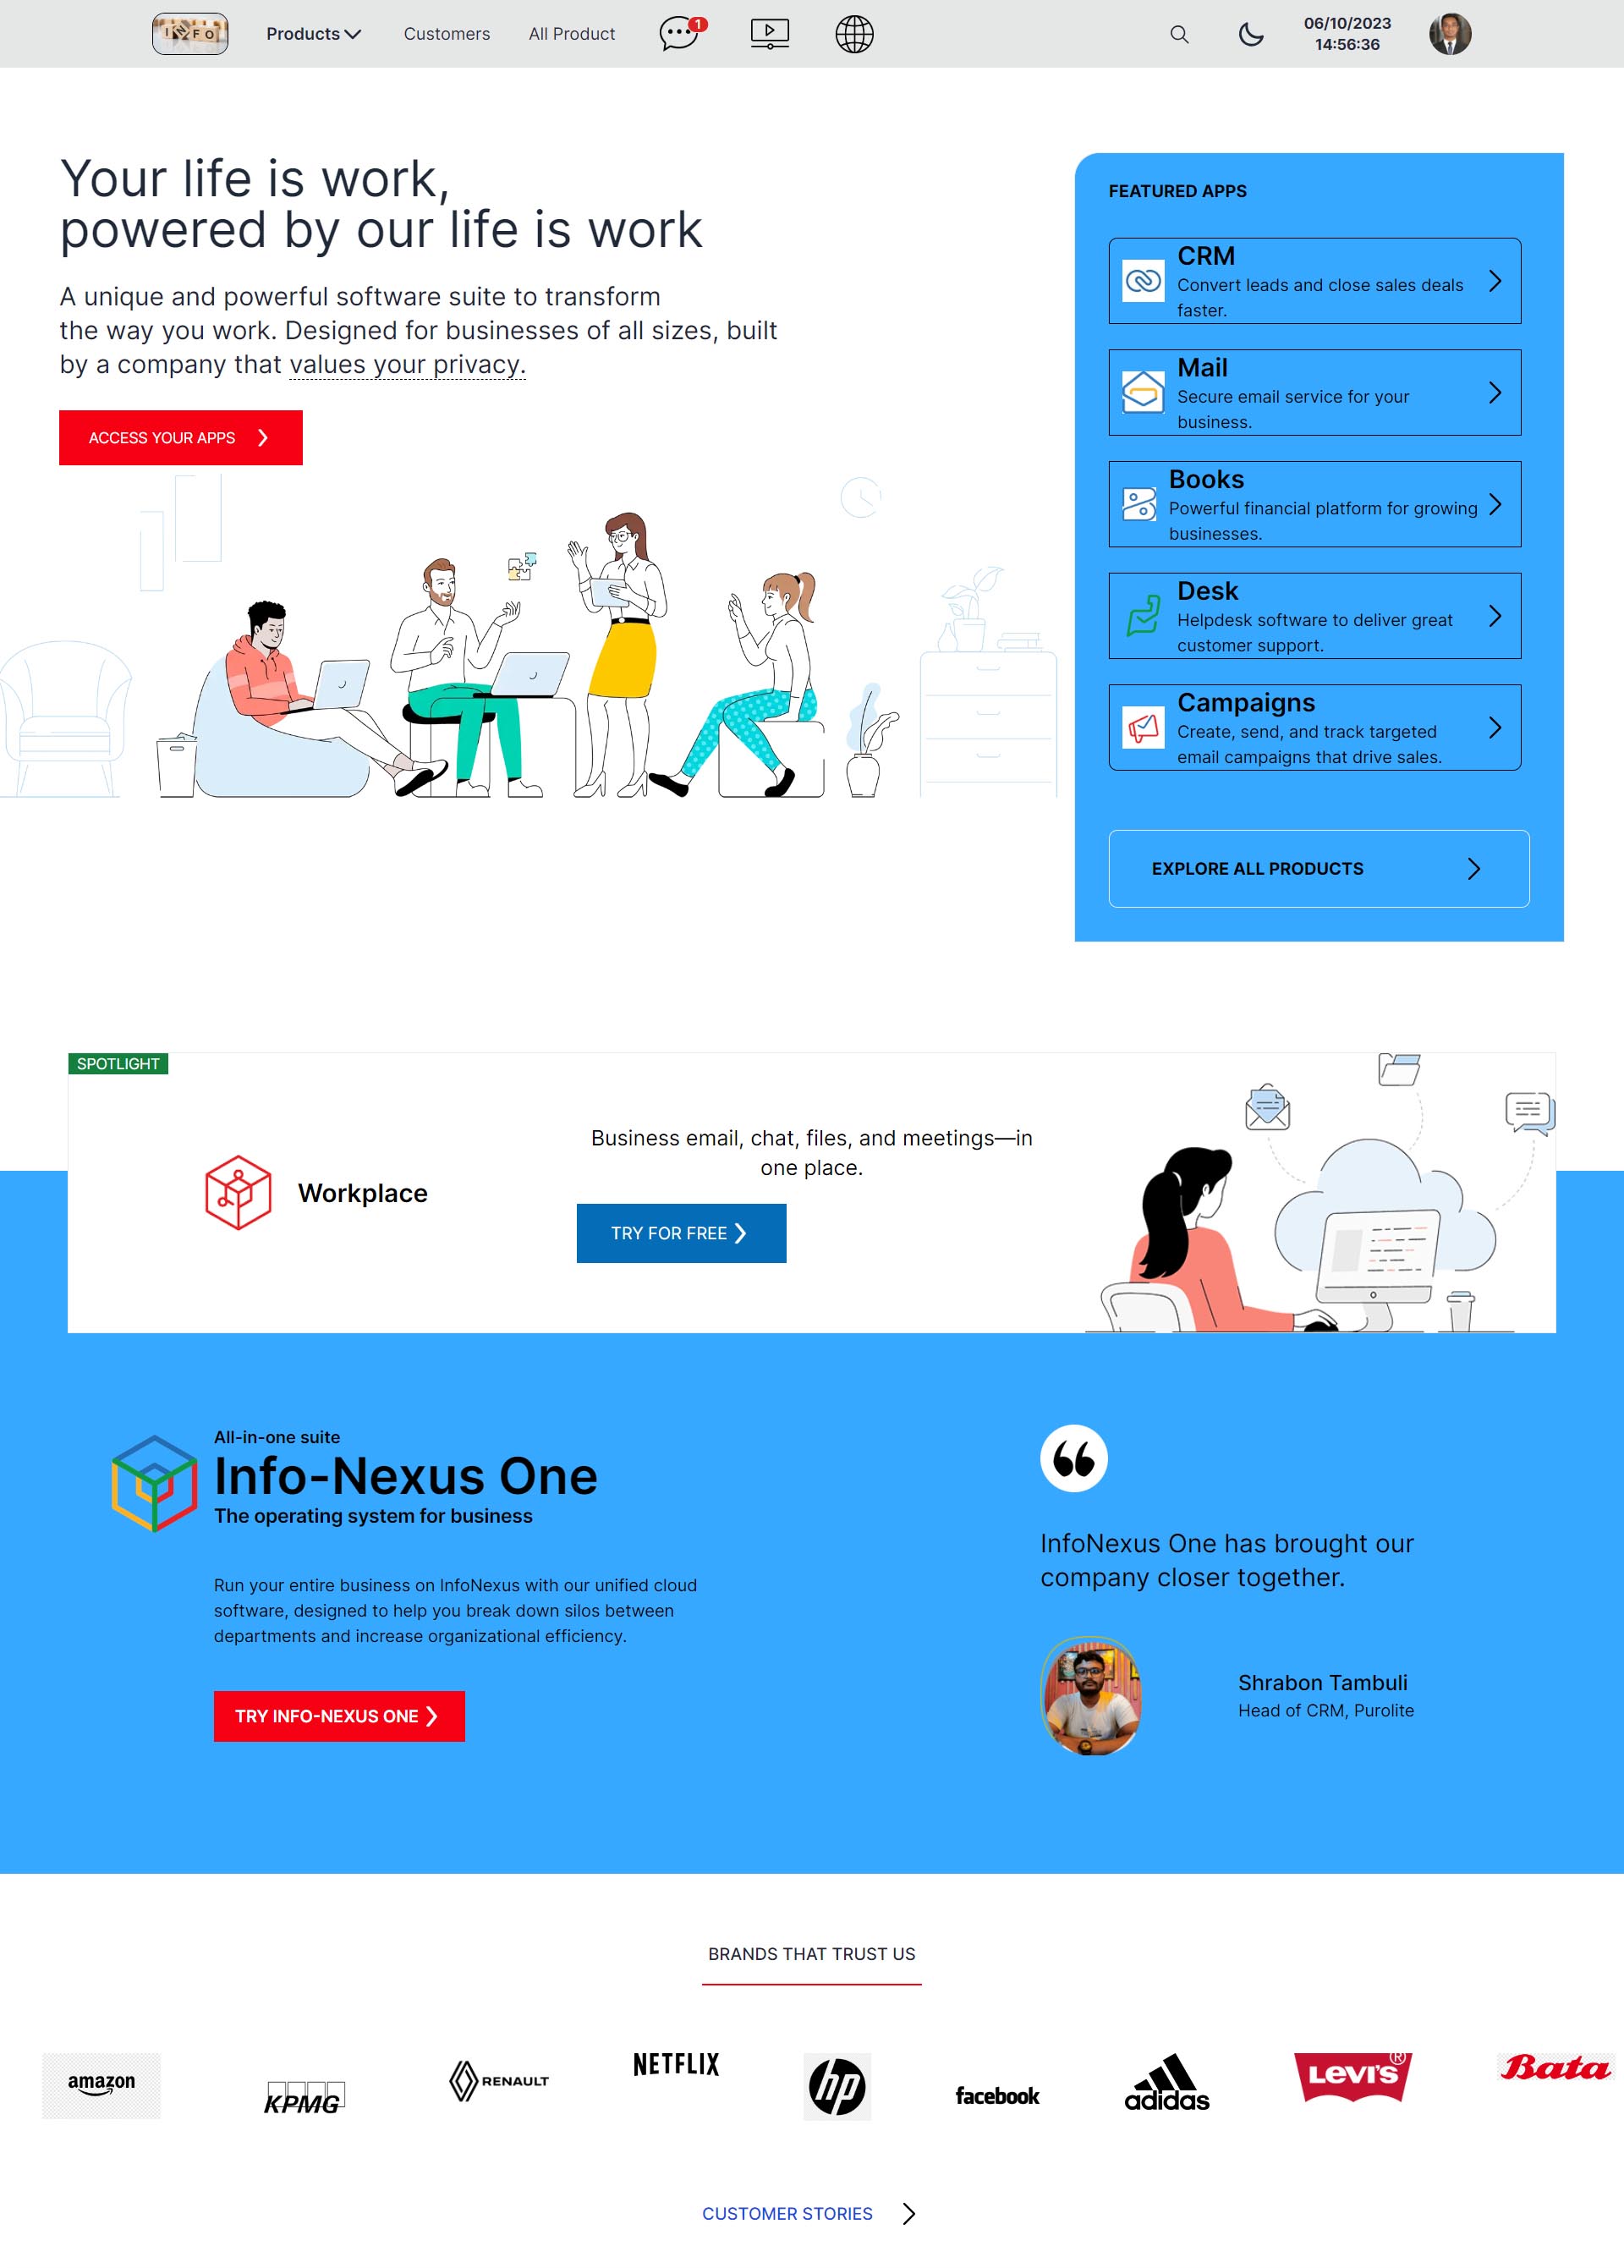 INFO
Products
Customers
All Product
1
06/10/2023
14:56:36
Your life is work,
powered by our life is work
A unique and powerful software suite to transform
the way you work. Designed for businesses of all sizes, built
by a company that values your privacy.
ACCESS YOUR APPS
FEATURED APPS
CRM
Convert leads and close sales deals
faster.
Mail
Secure email service for your
business.
Books
Powerful financial platform for growing
businesses.
Desk
Helpdesk software to deliver great
customer support.
Campaigns
Create, send, and track targeted
email campaigns that drive sales.
EXPLORE ALL PRODUCTS
SPOTLIGHT
Workplace
Business email, chat, files, and meetings—in
one place.
TRY FOR FREE
All-in-one suite
Info-Nexus One
The operating system for business
Run your entire business on InfoNexus with our unified cloud
software, designed to help you break down silos between
departments and increase organizational efficiency.
TRY INFO-NEXUS ONE
InfoNexus One has brought our
company closer together.
Shrabon Tambuli
Head of CRM, Purolite
BRANDS THAT TRUST US
amazon
KPMG
RENAULT
NETFLIX
hp
facebook
adidas
LEVI'S®
Bata
CUSTOMER STORIES